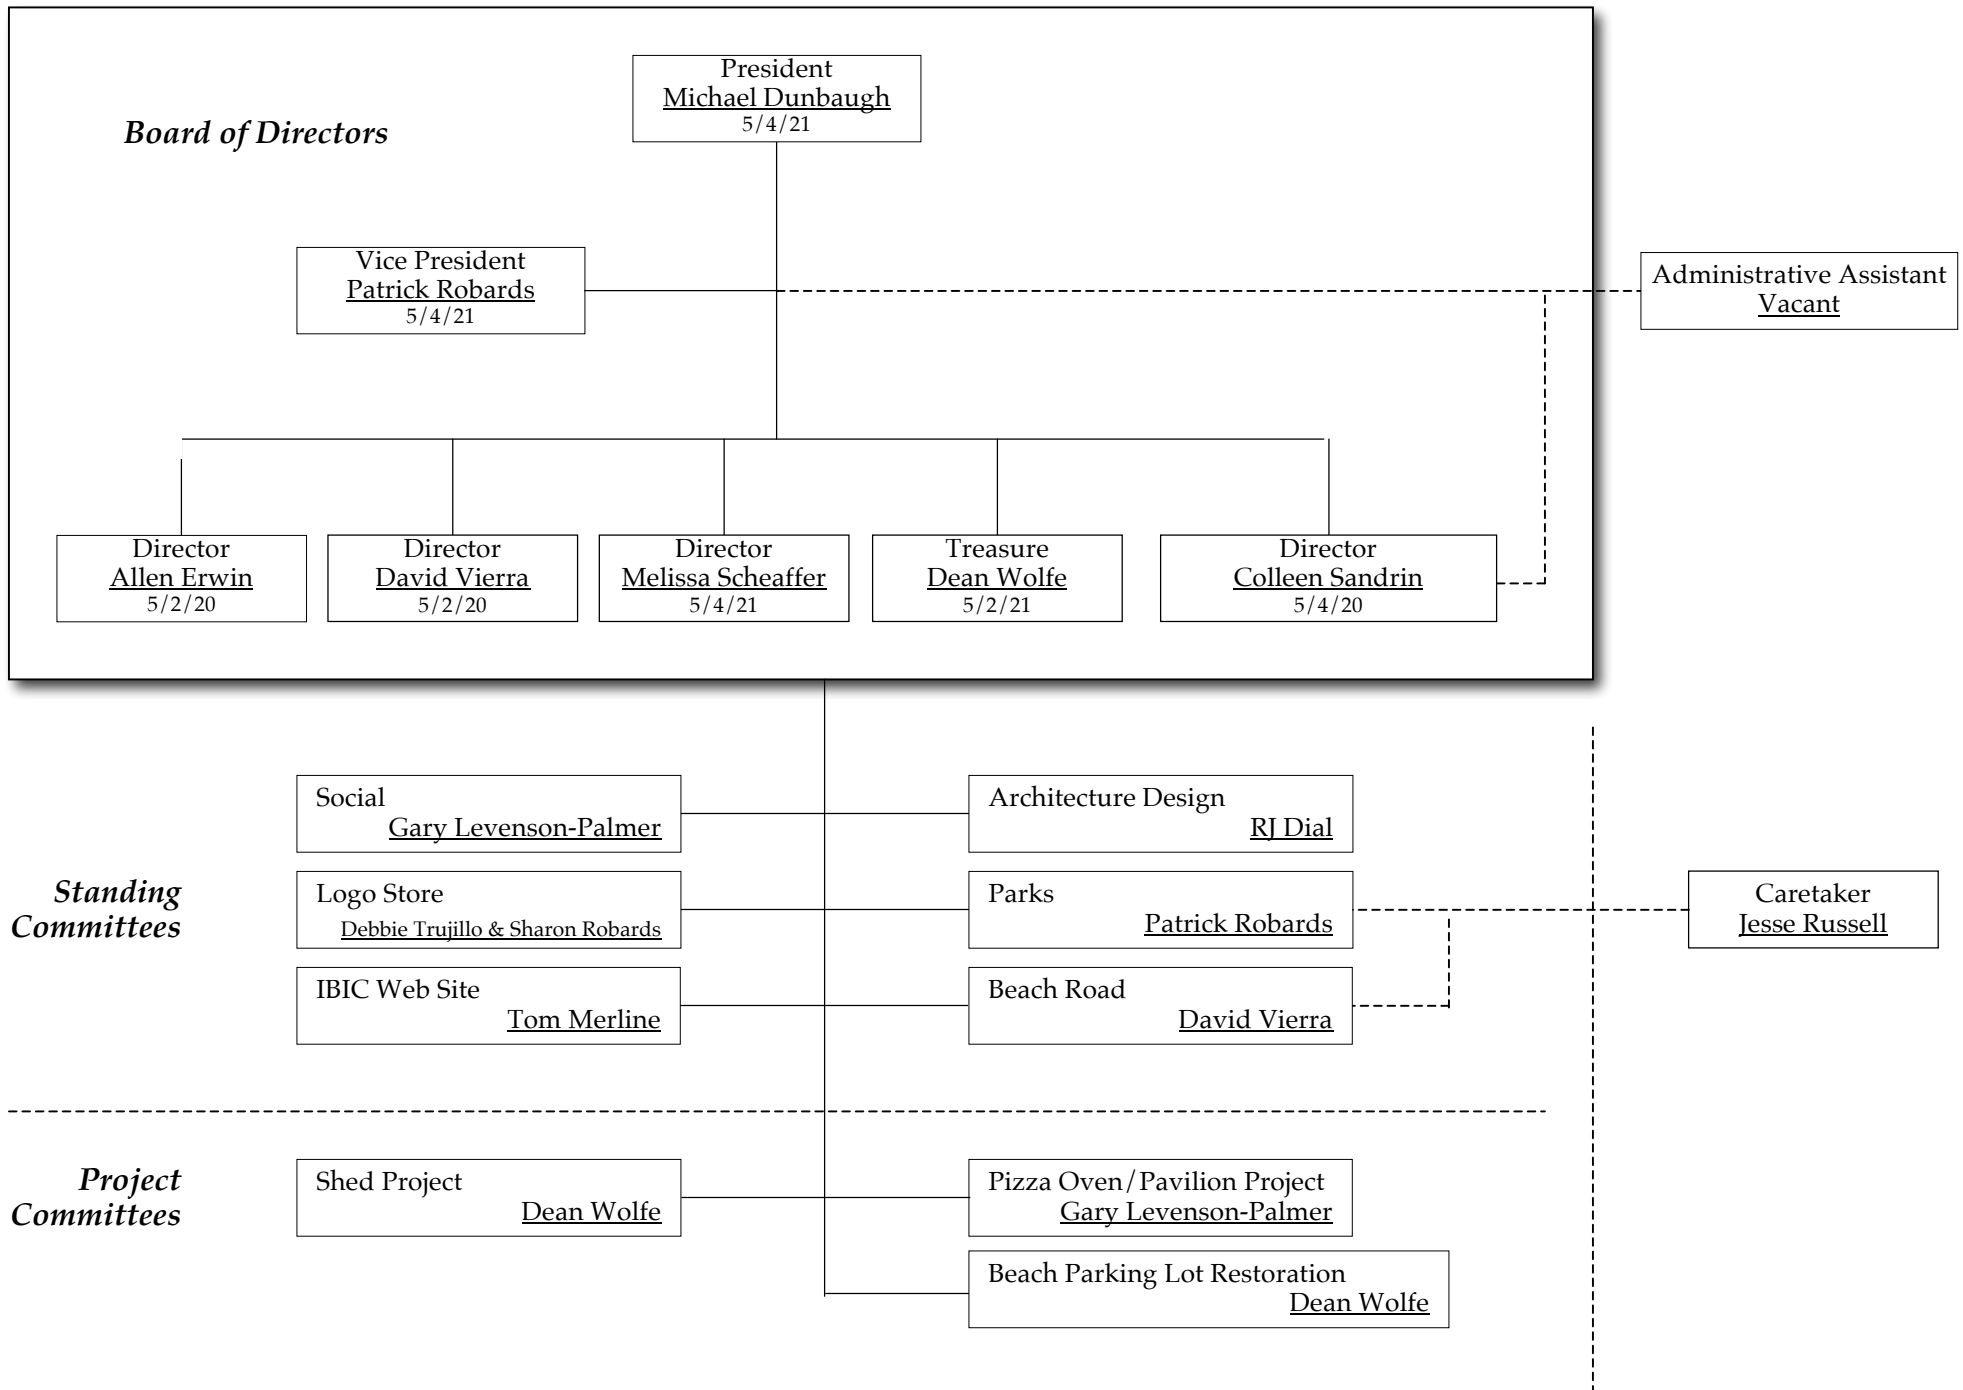 President
Michael Dunbaugh
5/4/21
Board of Directors
Vice President
Patrick Robards
5/4/21
Administrative Assistant
Vacant
Director
Allen Erwin
5/2/20
Director
David Vierra
5/2/20
Director
Melissa Scheaffer
5/4/21
Treasure
Dean Wolfe
5/2/21
Director
Colleen Sandrin
5/4/20
Standing
Committees
Social
Gary Levenson-Palmer
Architecture Design
RJ Dial
Logo Store
Debbie Trujillo & Sharon Robards
Parks
Patrick Robards
Caretaker
Jesse Russell
IBIC Web Site
Tom Merline
Beach Road
David Vierra
Project
Committees
Shed Project
Dean Wolfe
Pizza Oven/Pavilion Project
Gary Levenson-Palmer
Beach Parking Lot Restoration
Dean Wolfe